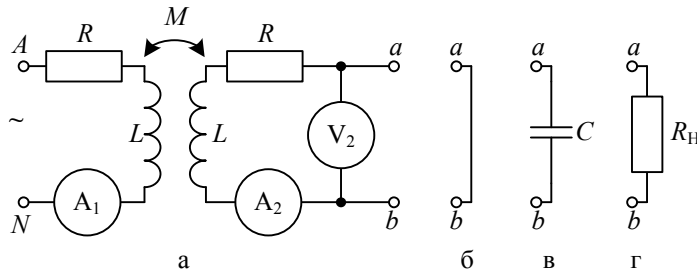 M
A R R a a a a
~ L L V2 C RH
N A1 A2 b b b b
а б в г